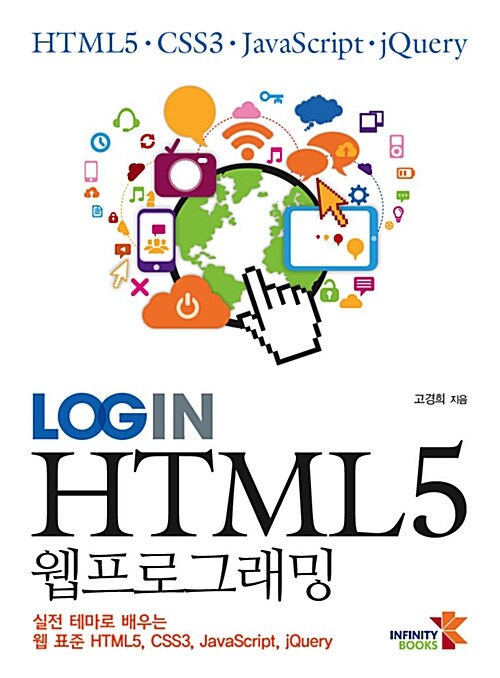 HTML5 · CSS3 · JavaScript · jQuery
LOGIN
고경희 지음
HTML5
웹프로그래밍
실전 테마로 배우는
웹 표준 HTML5, CSS3, JavaScript, jQuery
INFINITY
BOOKS